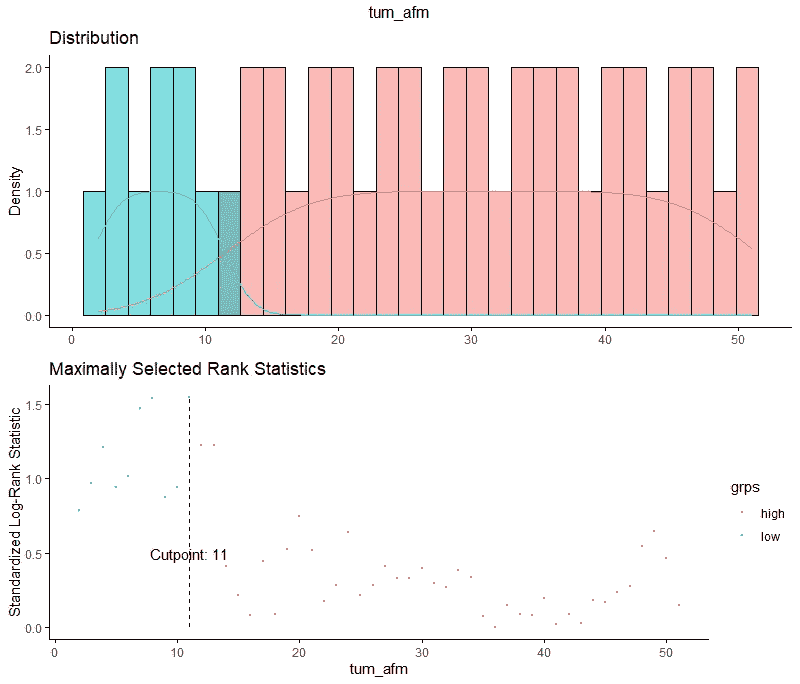 tum_afm
Distribution
2.0
1.5
1.0
0.5
0.0
Density
0 10 20 30 40 50
Maximally Selected Rank Statistics
1.5
1.0
0.5
0.0
Standardized Log-Rank Statistic
Cutpoint: 11
0 10 20 30 40 50
tum_afm
grps
high
low